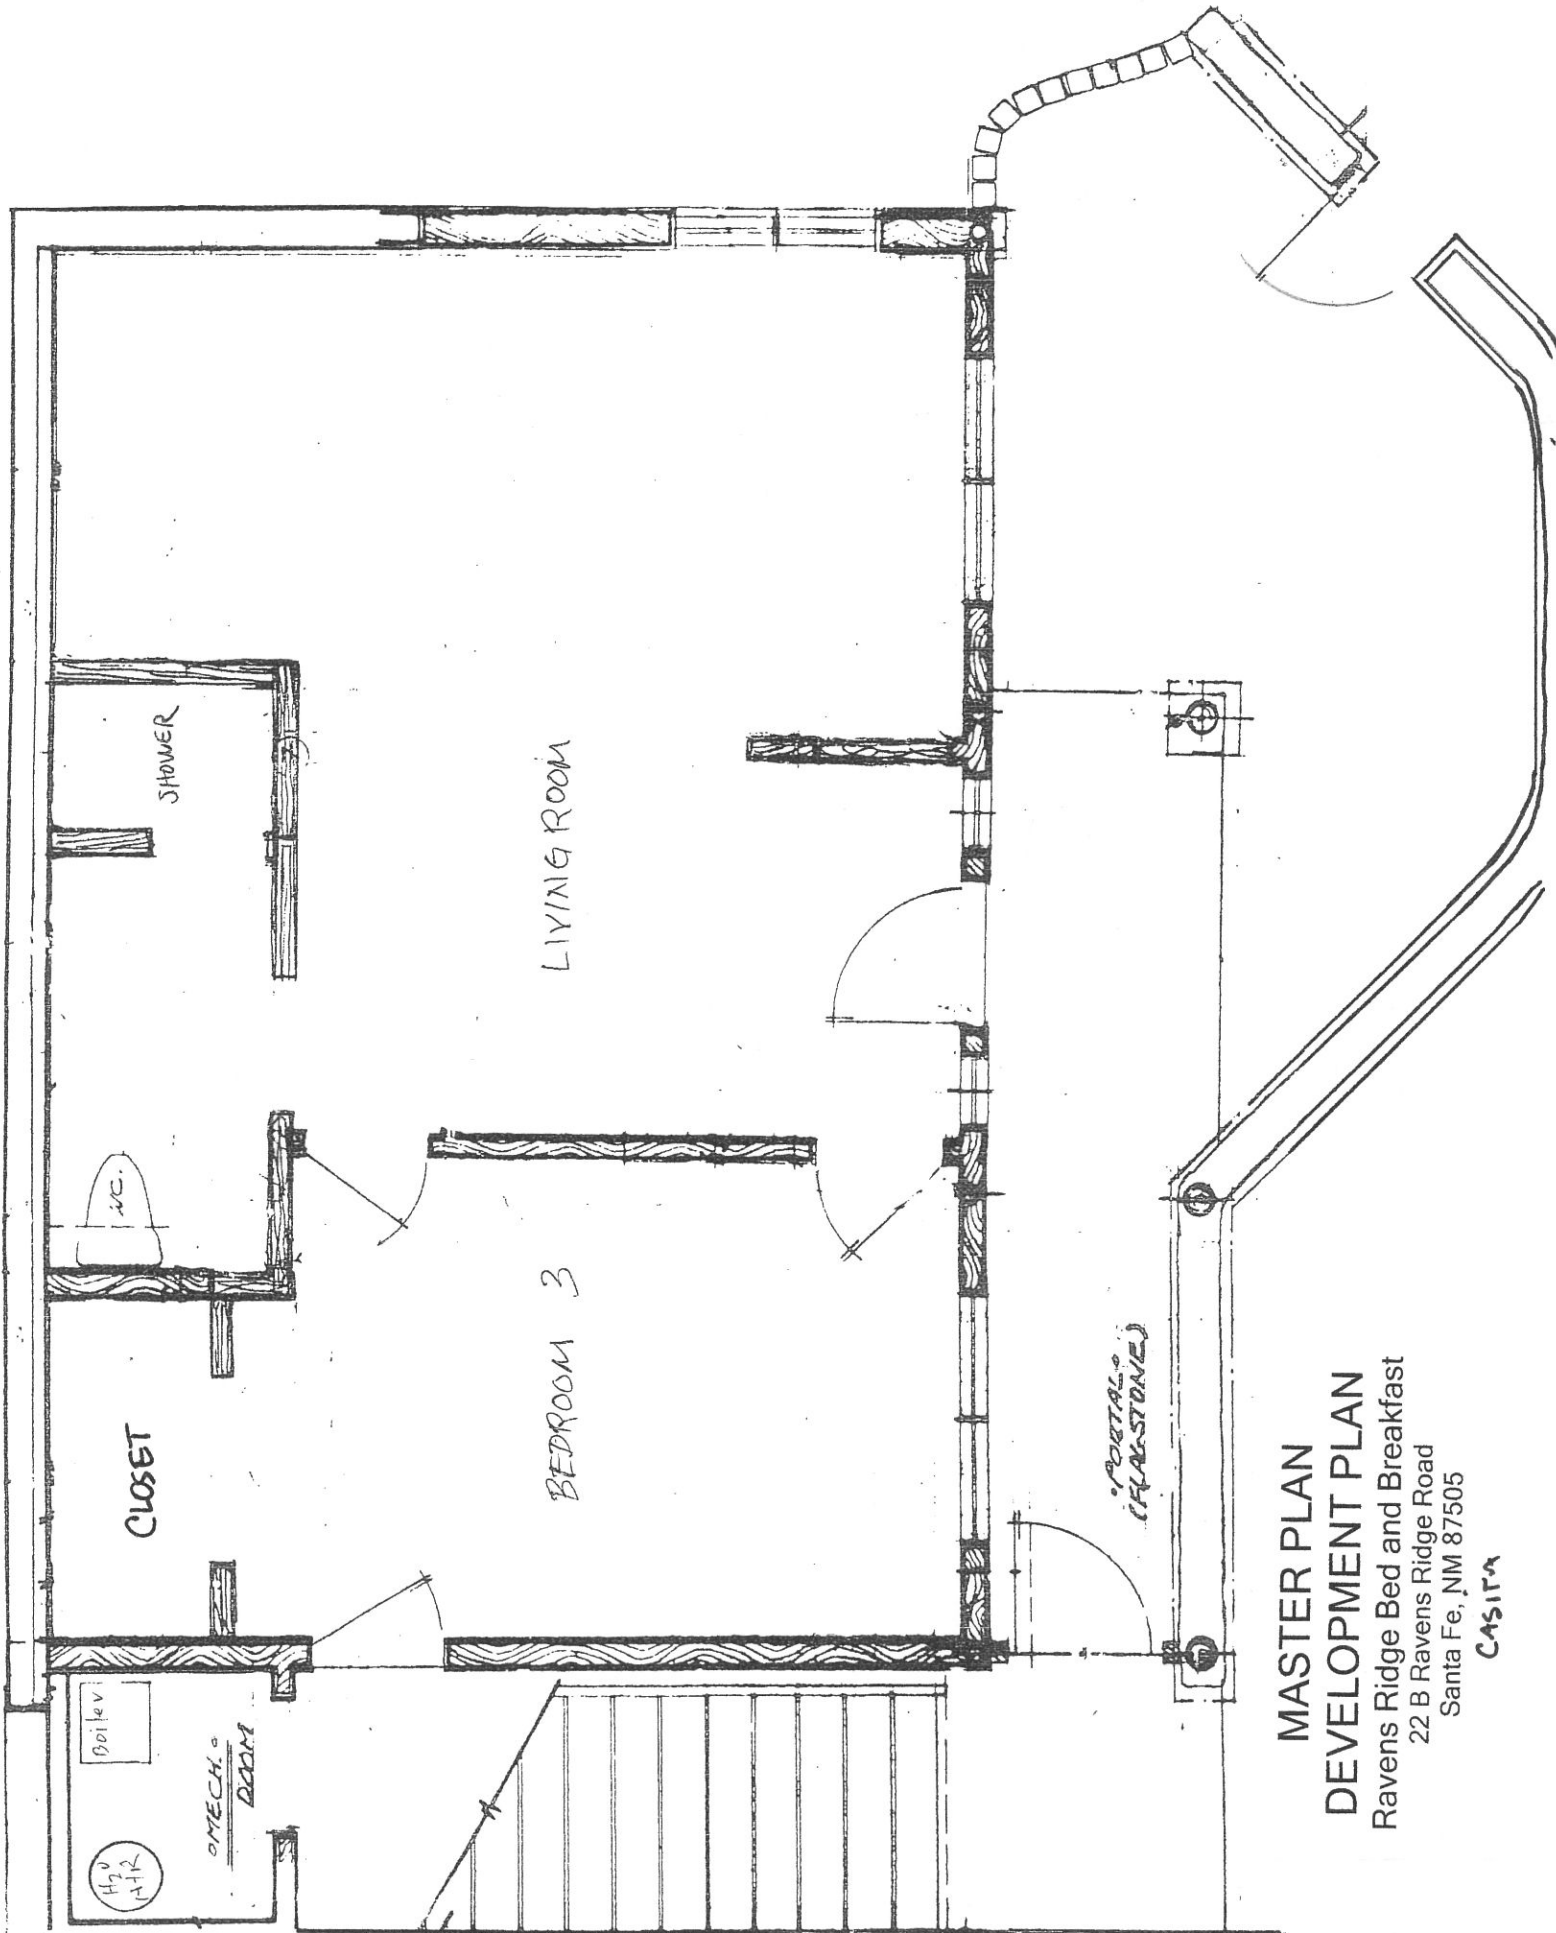 SHOWER
LIVING ROOM
W.C.
CLOSET
BEDROOM 3
Boiler
MECH.
ROOM
H2O
HTR
PORTAL
(FLAGSTONE)
MASTER PLAN
DEVELOPMENT PLAN
Ravens Ridge Bed and Breakfast
22 B Ravens Ridge Road
Santa Fe, NM 87505
CASITA